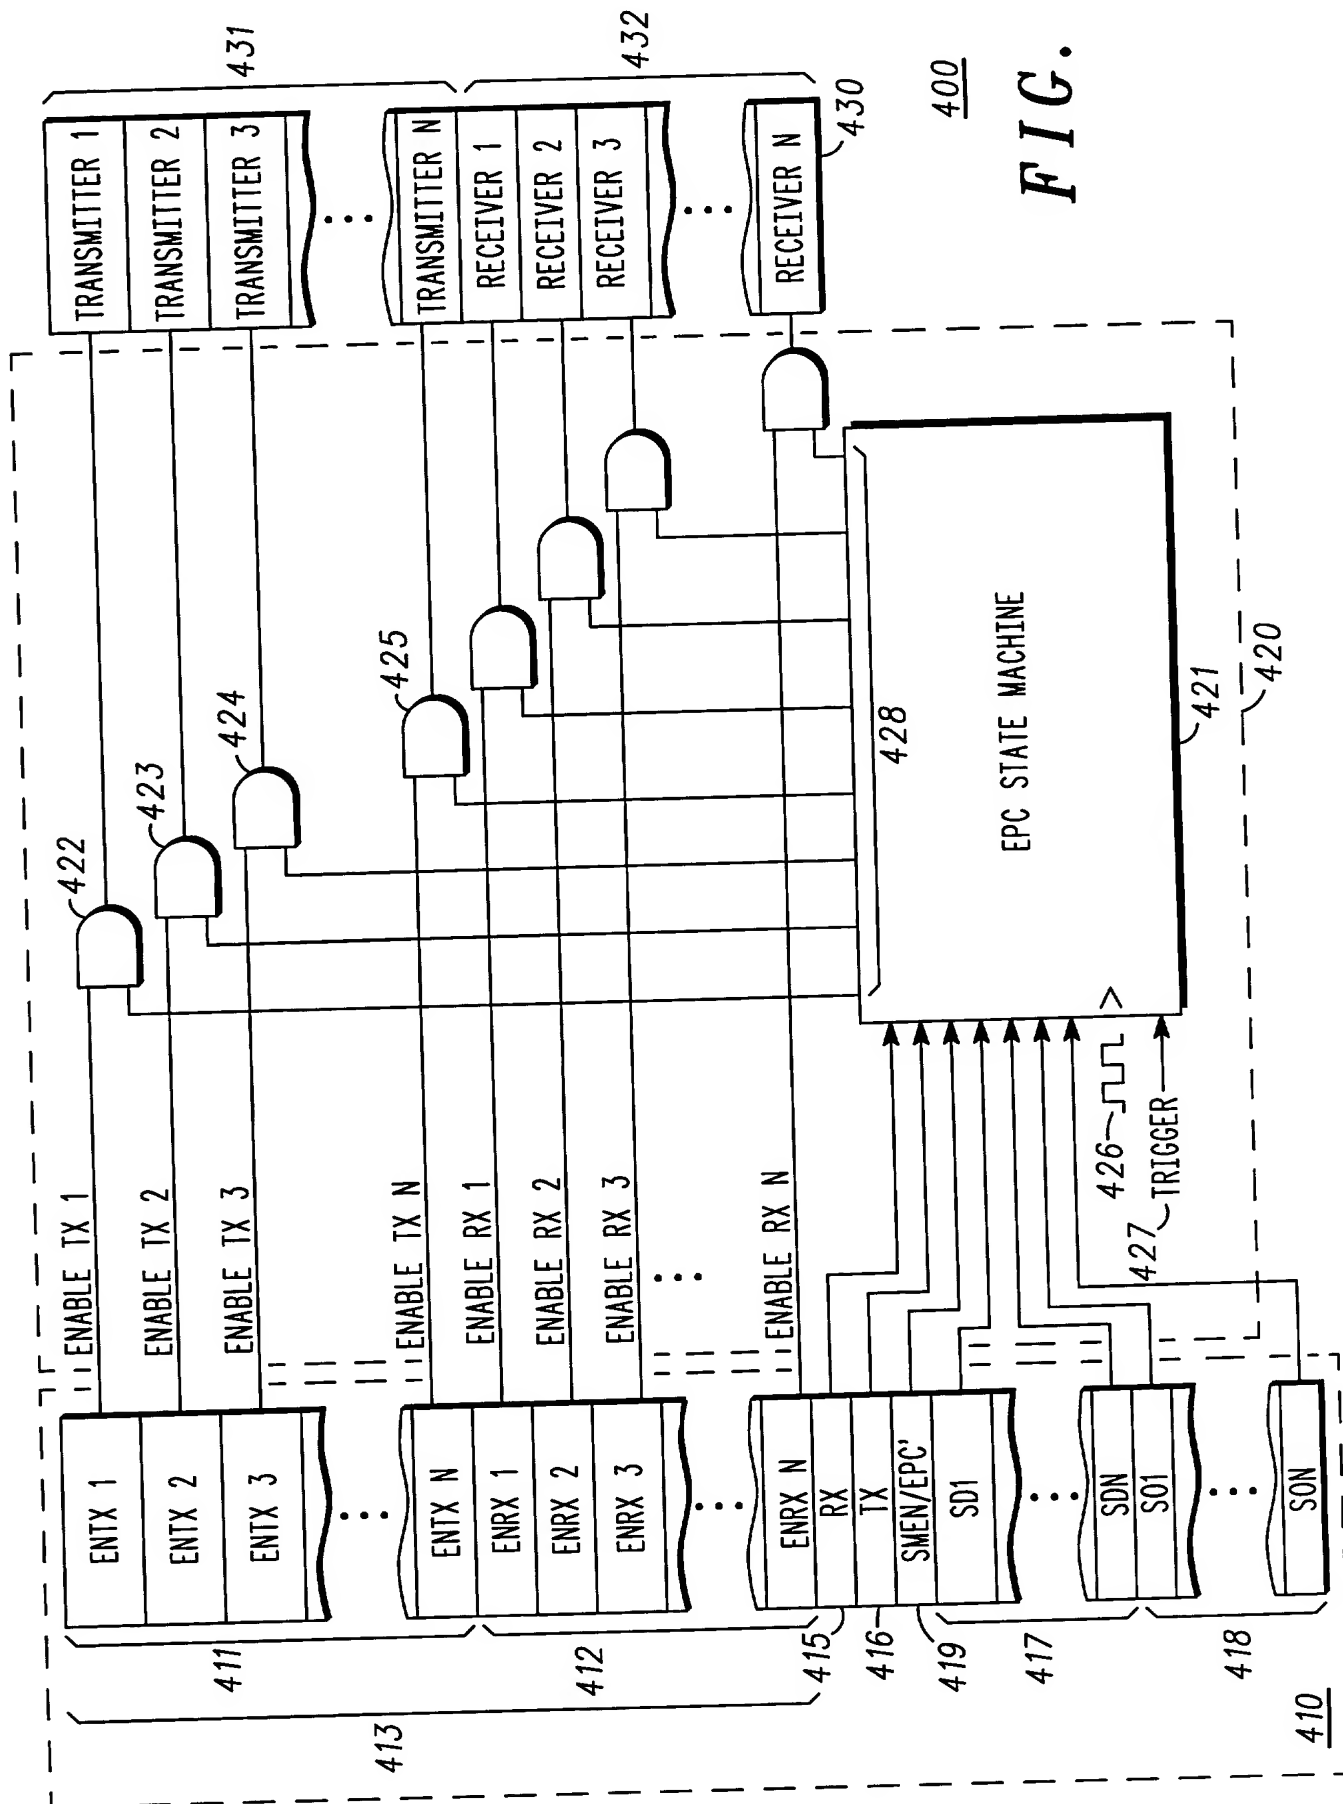 431
432
TRANSMITTER 1
TRANSMITTER 2
TRANSMITTER 3
TRANSMITTER N
RECEIVER 1
RECEIVER 2
RECEIVER 3
RECEIVER N
430
400
FIG.
422
423
424
425
428
EPC STATE MACHINE
421
420
ENABLE TX 1
ENABLE TX 2
ENABLE TX 3
ENABLE TX N
ENABLE RX 1
ENABLE RX 2
ENABLE RX 3
ENABLE RX N
426
427 TRIGGER
ENTX 1
ENTX 2
ENTX 3
ENTX N
ENRX 1
ENRX 2
ENRX 3
ENRX N
RX
TX
SMEN/EPC'
SD1
SDN
SO1
SON
411
412
413
415
416
419
417
418
410